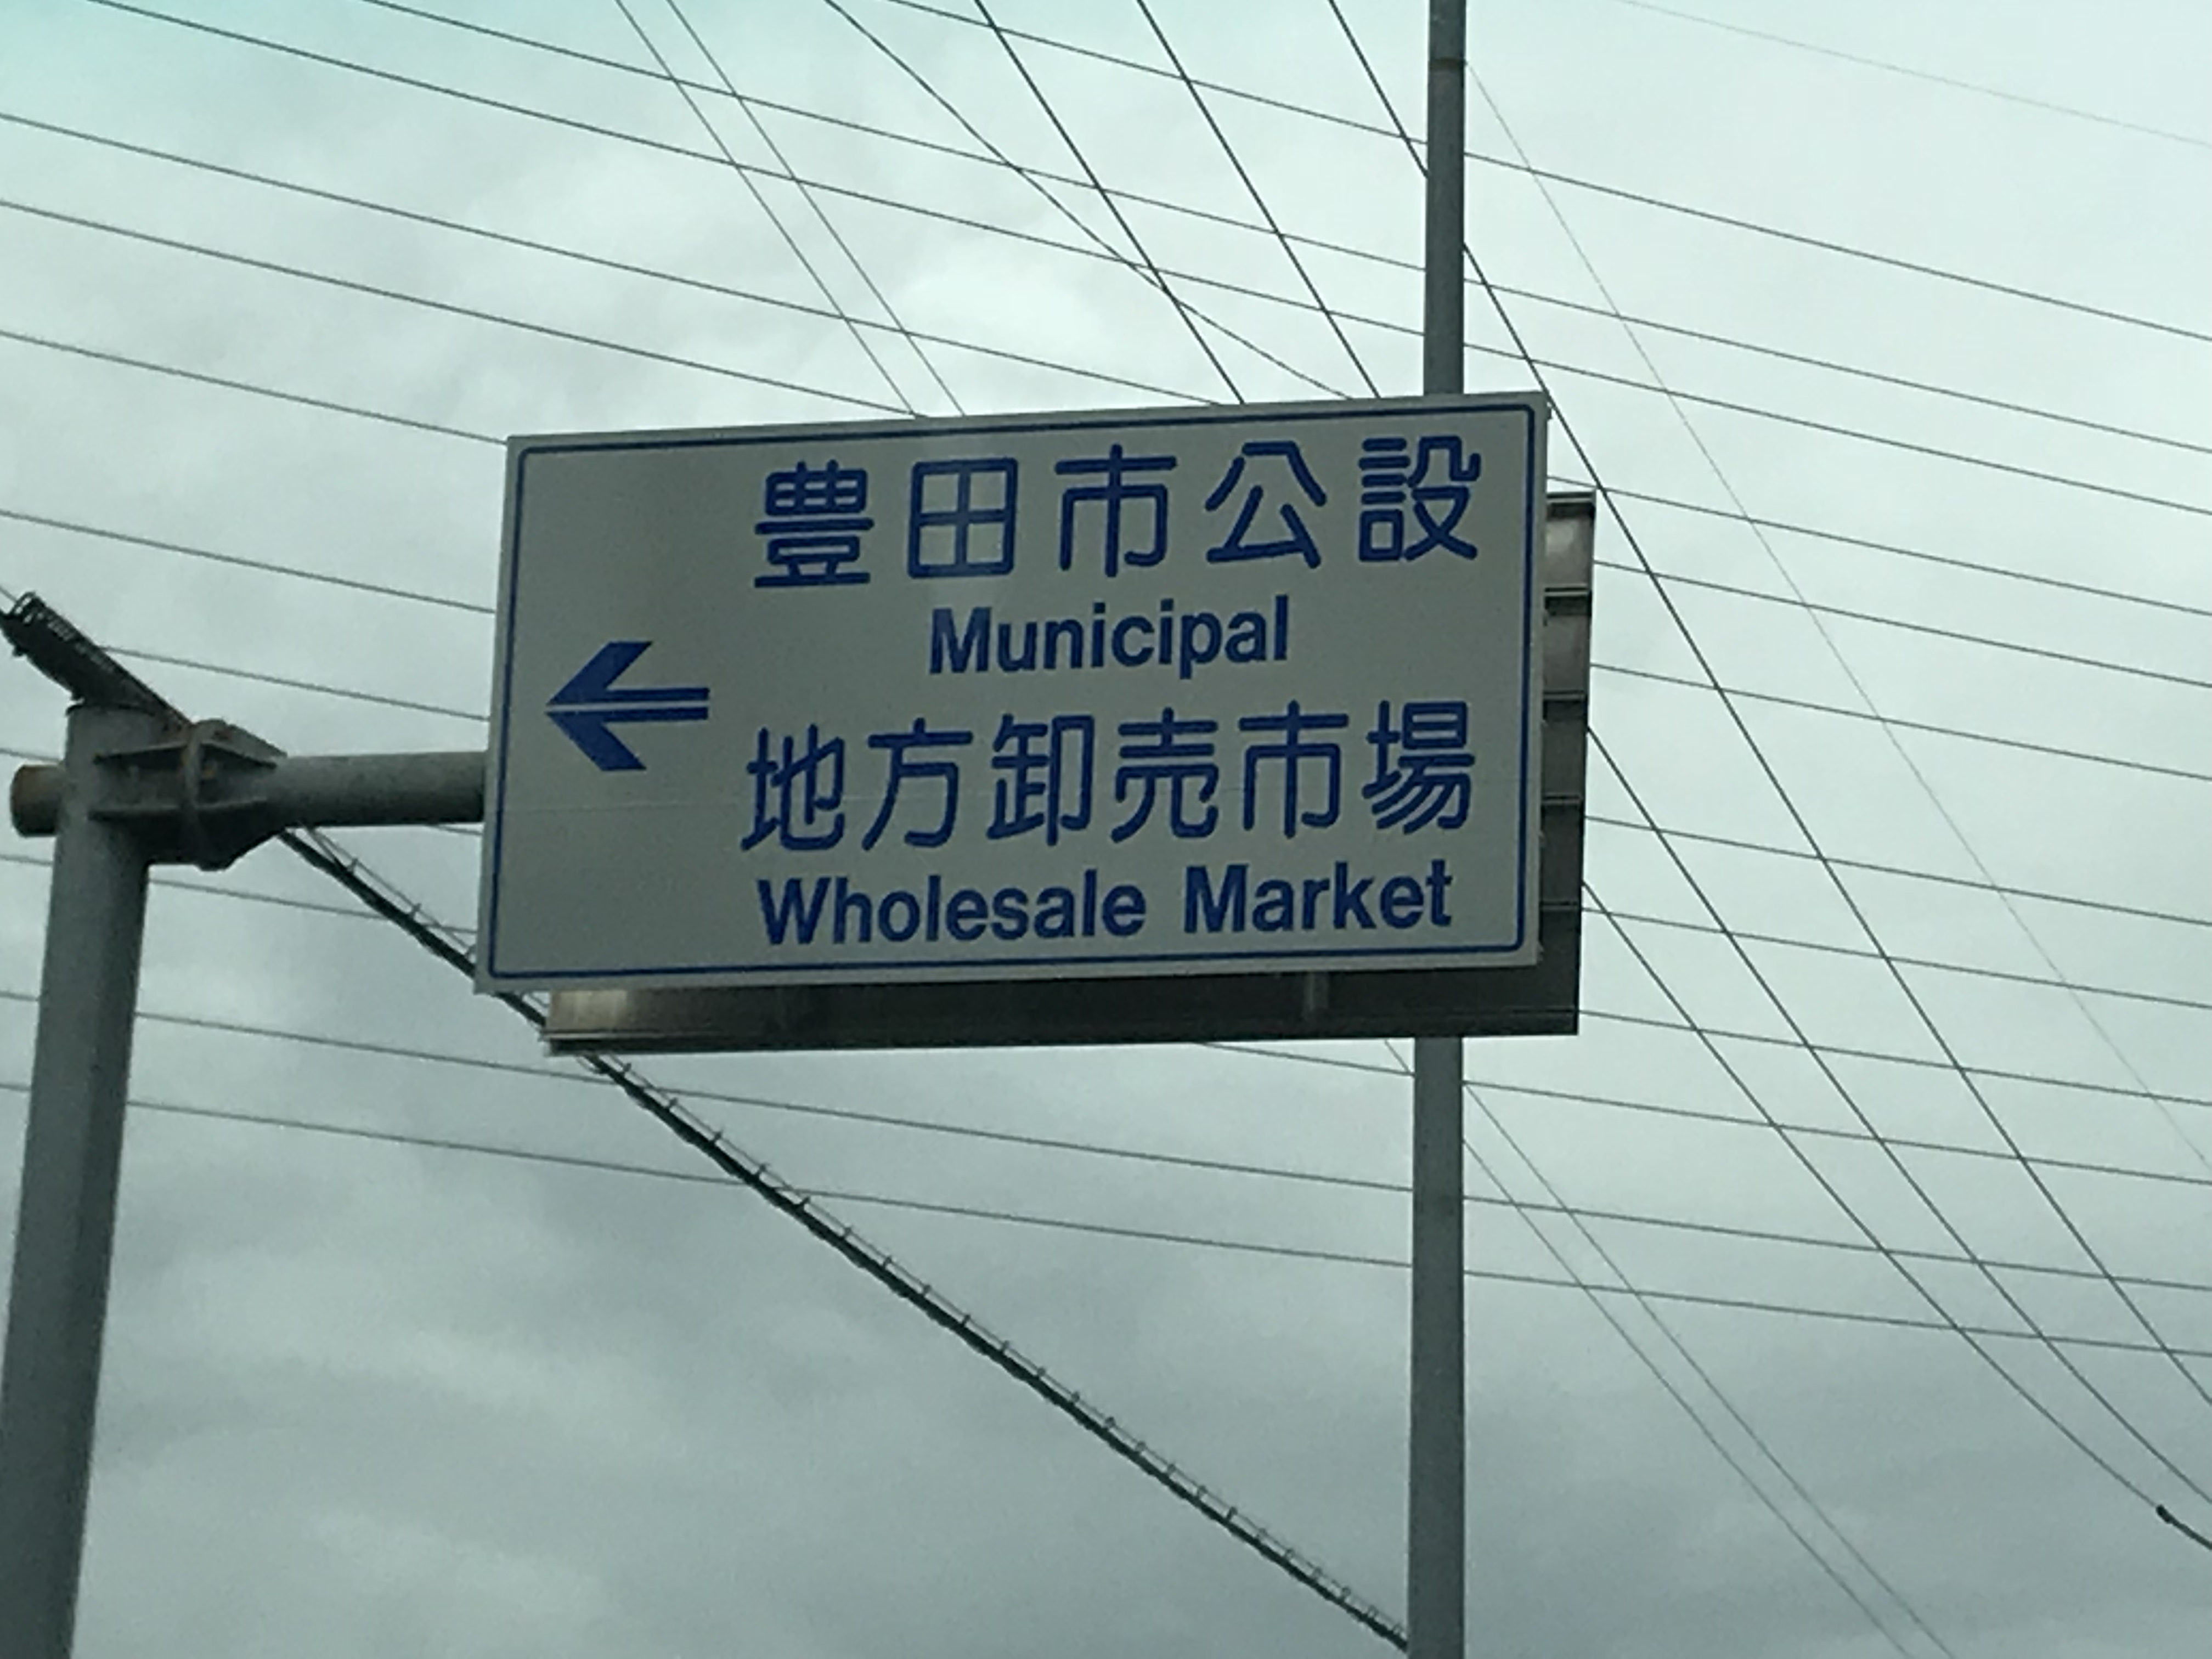 豊田市公設
Municipal
地方卸売市場
Wholesale Market